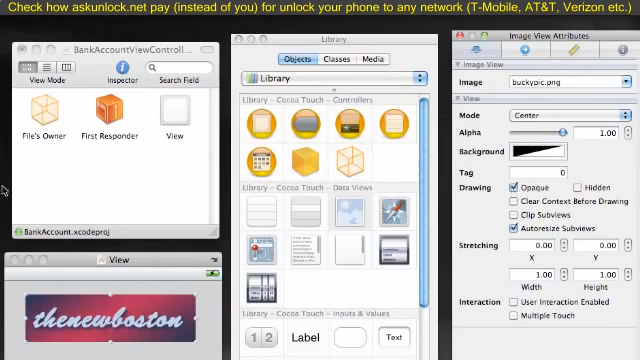 Check how askunlock.net pay (instead of you) for unlock your phone to any network (T-Mobile, AT&T, Verizon etc.)
BankAccountViewControll...
View Mode
Inspector
Search Field
File's Owner
First Responder
View
BankAccount.xcodeproj
View
thenewboston
Library
Objects
Classes
Media
Library
Library – Cocoa Touch – Controllers
Library – Cocoa Touch – Data Views
Library – Cocoa Touch – Inputs & Values
1 2
Label
Text
Image View Attributes
Image View
Image
buckypic.png
View
Mode
Center
Alpha
1.00
Background
Tag
0
Drawing
Opaque
Hidden
Clear Context Before Drawing
Clip Subviews
Autoresize Subviews
Stretching
0.00
0.00
X
Y
1.00
1.00
Width
Height
Interaction
User Interaction Enabled
Multiple Touch